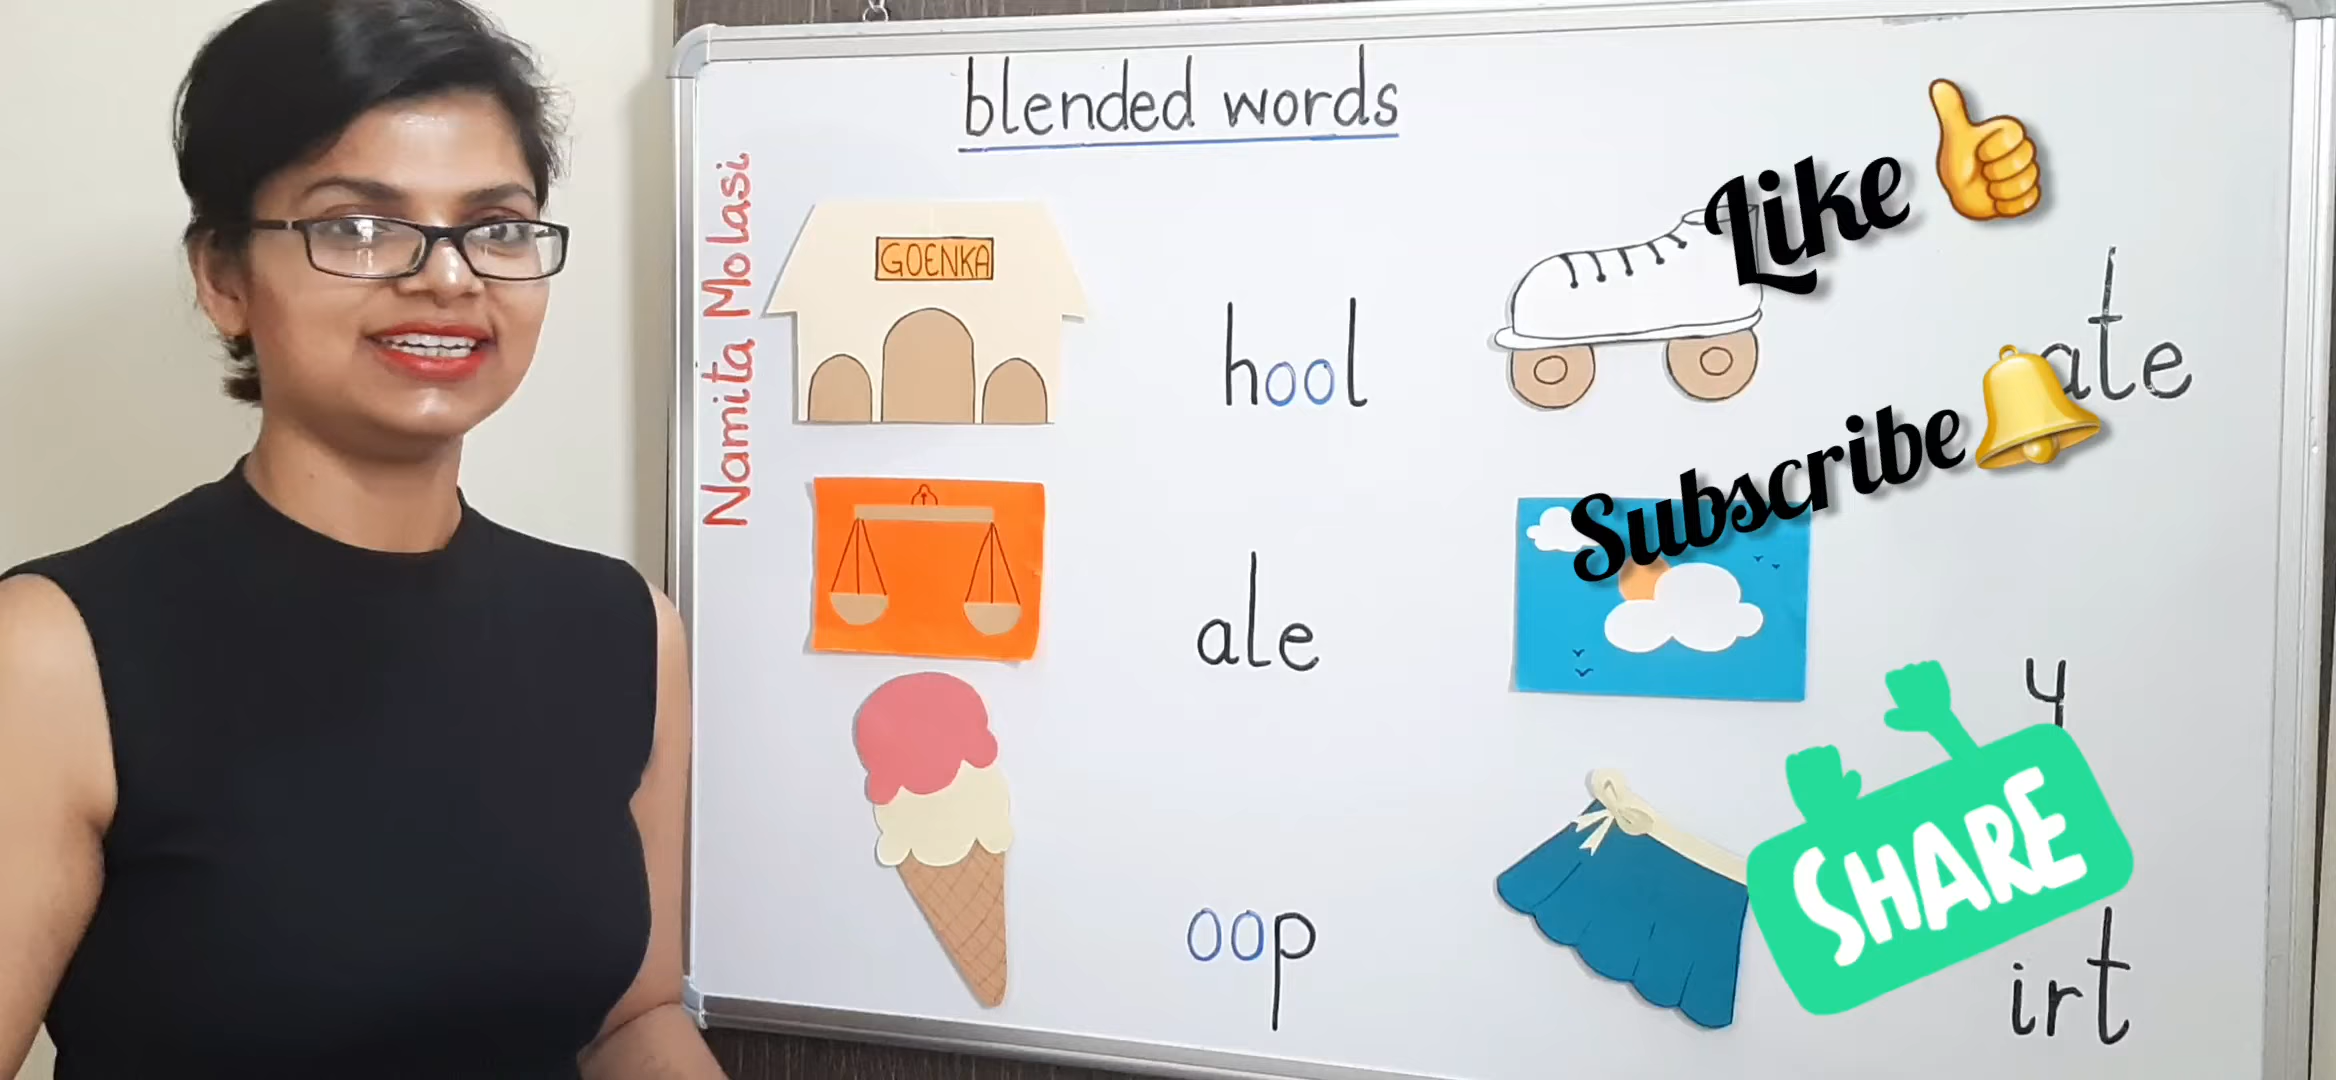 blended words
Namita Molasi
GOENKA
hool
ale
oop
Like
ate
Subscribe
y
SHARE
irt